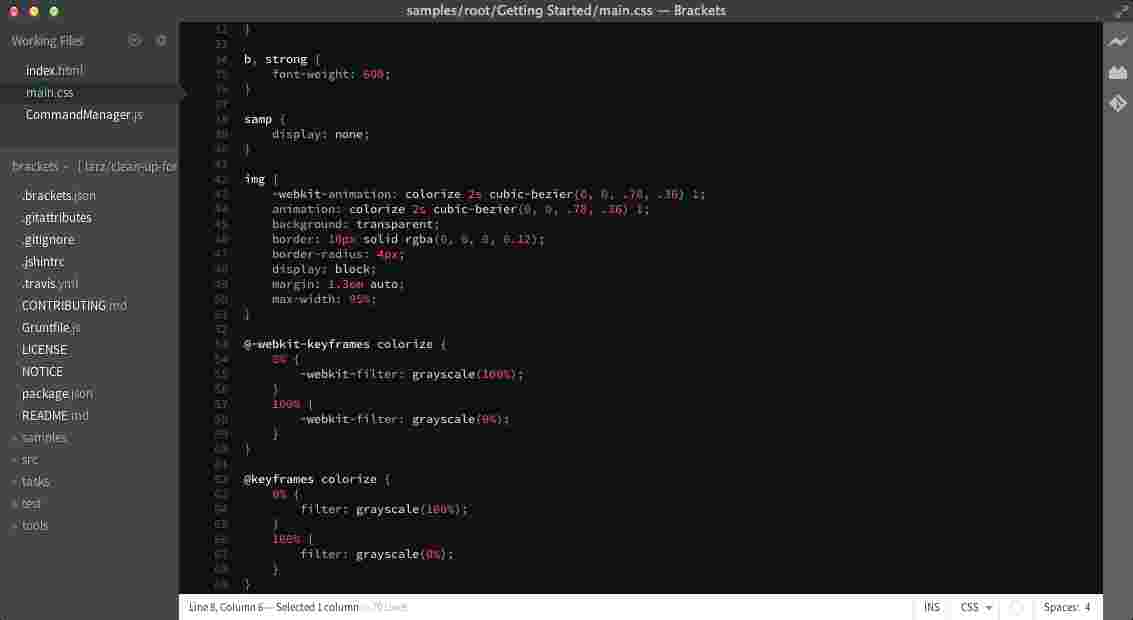 samples/root/Getting Started/main.css — Brackets
Working Files
index.html
main.css
CommandManager.js
brackets - [ larz/clean-up-for
.brackets.json
.gitattributes
.gitignore
.jshintrc
.travis.yml
CONTRIBUTING.md
Gruntfile.js
LICENSE
NOTICE
package.json
README.md
samples
src
tasks
test
tools
32 }
33
34 b, strong {
35 font-weight: 600;
36 }
37
38 samp {
39 display: none;
40 }
41
42 img {
43 -webkit-animation: colorize 2s cubic-bezier(0, 0, .78, .36) 1;
44 animation: colorize 2s cubic-bezier(0, 0, .78, .36) 1;
45 background: transparent;
46 border: 10px solid rgba(0, 0, 0, 0.12);
47 border-radius: 4px;
48 display: block;
49 margin: 1.3em auto;
50 max-width: 95%;
51 }
52
53 @-webkit-keyframes colorize {
54 0% {
55 -webkit-filter: grayscale(100%);
56 }
57 100% {
58 -webkit-filter: grayscale(0%);
59 }
60 }
61
62 @keyframes colorize {
63 0% {
64 filter: grayscale(100%);
65 }
66 100% {
67 filter: grayscale(0%);
68 }
69 }
Line 8, Column 6 — Selected 1 column — 70 Lines
INS
CSS
Spaces: 4